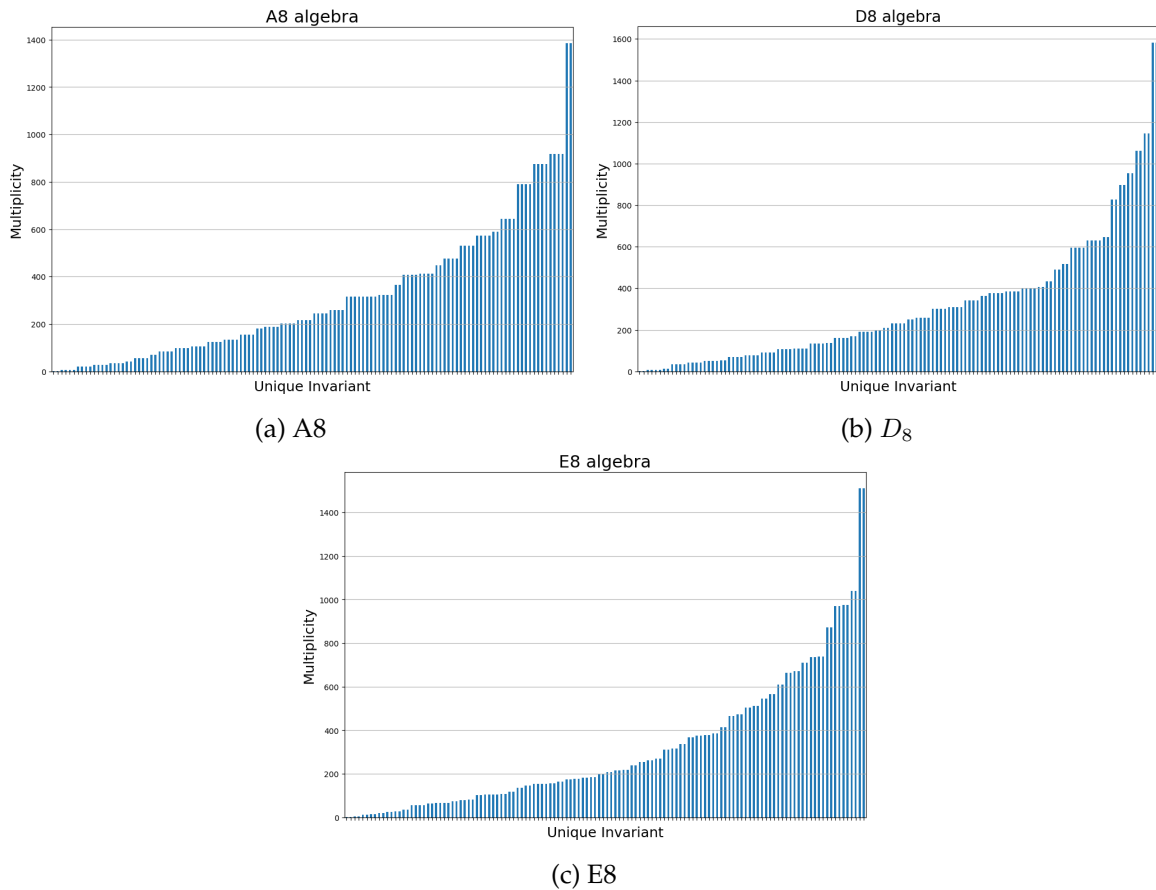 A8 algebra
1400
1200
1000
800
600
400
200
0
Multiplicity
Unique Invariant
(a) A8
D8 algebra
1600
1400
1200
1000
800
600
400
200
0
Multiplicity
Unique Invariant
(b) D₈
E8 algebra
1400
1200
1000
800
600
400
200
0
Multiplicity
Unique Invariant
(c) E8